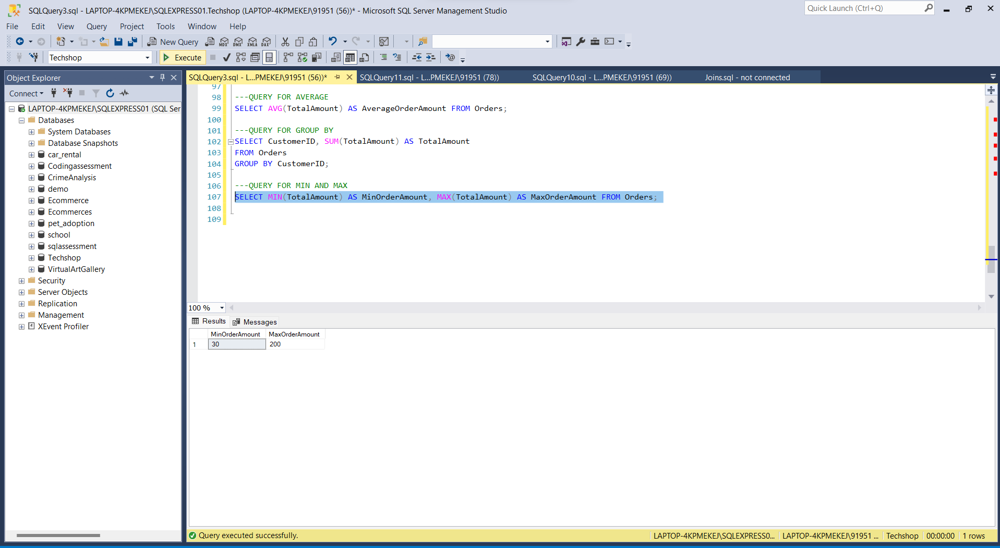 SQLQuery3.sql - LAPTOP-4KPMEKEJ\SQLEXPRESS01.Techshop (LAPTOP-4KPMEKEJ\91951 (56))* - Microsoft SQL Server Management Studio
Quick Launch (Ctrl+Q)
File Edit View Query Project Tools Window Help
New Query MDX DMX XMLA DAX
Techshop Execute
Object Explorer
Connect
LAPTOP-4KPMEKEJ\SQLEXPRESS01 (SQL Ser
Databases
System Databases
Database Snapshots
car_rental
Codingassessment
CrimeAnalysis
demo
Ecommerce
Ecommerces
pet_adoption
school
sqlassessment
Techshop
VirtualArtGallery
Security
Server Objects
Replication
Management
XEvent Profiler
SQLQuery3.sql - L...PMEKEJ\91951 (56))* SQLQuery11.sql - L...PMEKEJ\91951 (78)) SQLQuery10.sql - L...PMEKEJ\91951 (69)) Joins.sql - not connected
97
98 ---QUERY FOR AVERAGE
99 SELECT AVG(TotalAmount) AS AverageOrderAmount FROM Orders;
100
101 ---QUERY FOR GROUP BY
102 SELECT CustomerID, SUM(TotalAmount) AS TotalAmount
103 FROM Orders
104 GROUP BY CustomerID;
105
106 ---QUERY FOR MIN AND MAX
107 SELECT MIN(TotalAmount) AS MinOrderAmount, MAX(TotalAmount) AS MaxOrderAmount FROM Orders;
108
109
100 %
Results Messages
MinOrderAmount MaxOrderAmount
1 30 200
Query executed successfully.
LAPTOP-4KPMEKEJ\SQLEXPRESS0... LAPTOP-4KPMEKEJ\91951 ... Techshop 00:00:00 1 rows